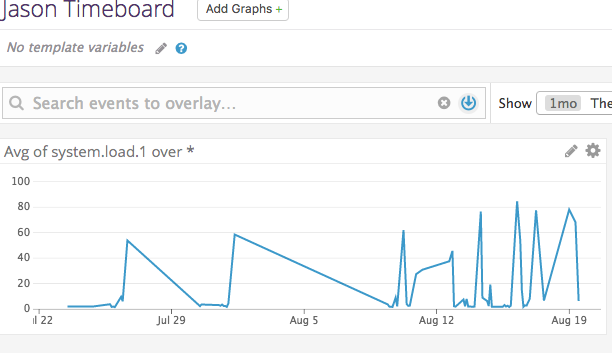 Jason Timeboard
Add Graphs +
No template variables
Search events to overlay...
Show 1mo The
Avg of system.load.1 over *
100
80
60
40
20
0
ıl 22 Jul 29 Aug 5 Aug 12 Aug 19